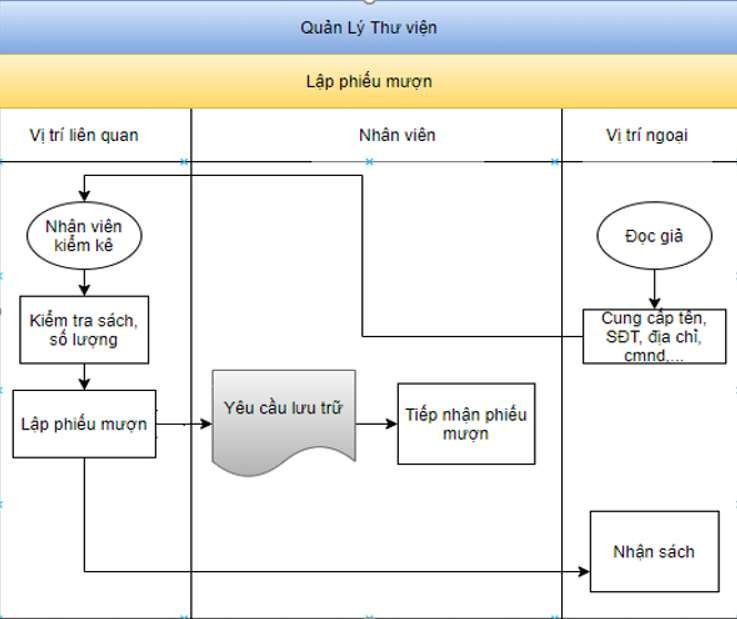 Quản Lý Thư viện
Lập phiếu mượn
Vị trí liên quan
Nhân viên
Vị trí ngoại
Nhân viên
kiểm kê
Đọc giả
Kiểm tra sách,
số lượng
Cung cấp tên,
SĐT, địa chỉ,
cmnd,...
Lập phiếu mượn
Yêu cầu lưu trữ
Tiếp nhận phiếu
mượn
Nhận sách